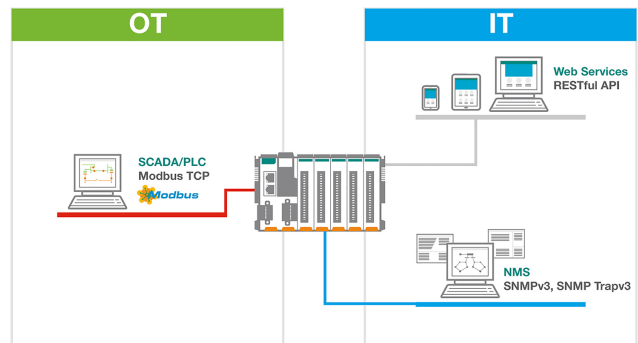 OT
IT
Web Services
RESTful API
SCADA/PLC
Modbus TCP
Modbus
NMS
SNMPv3, SNMP Trapv3